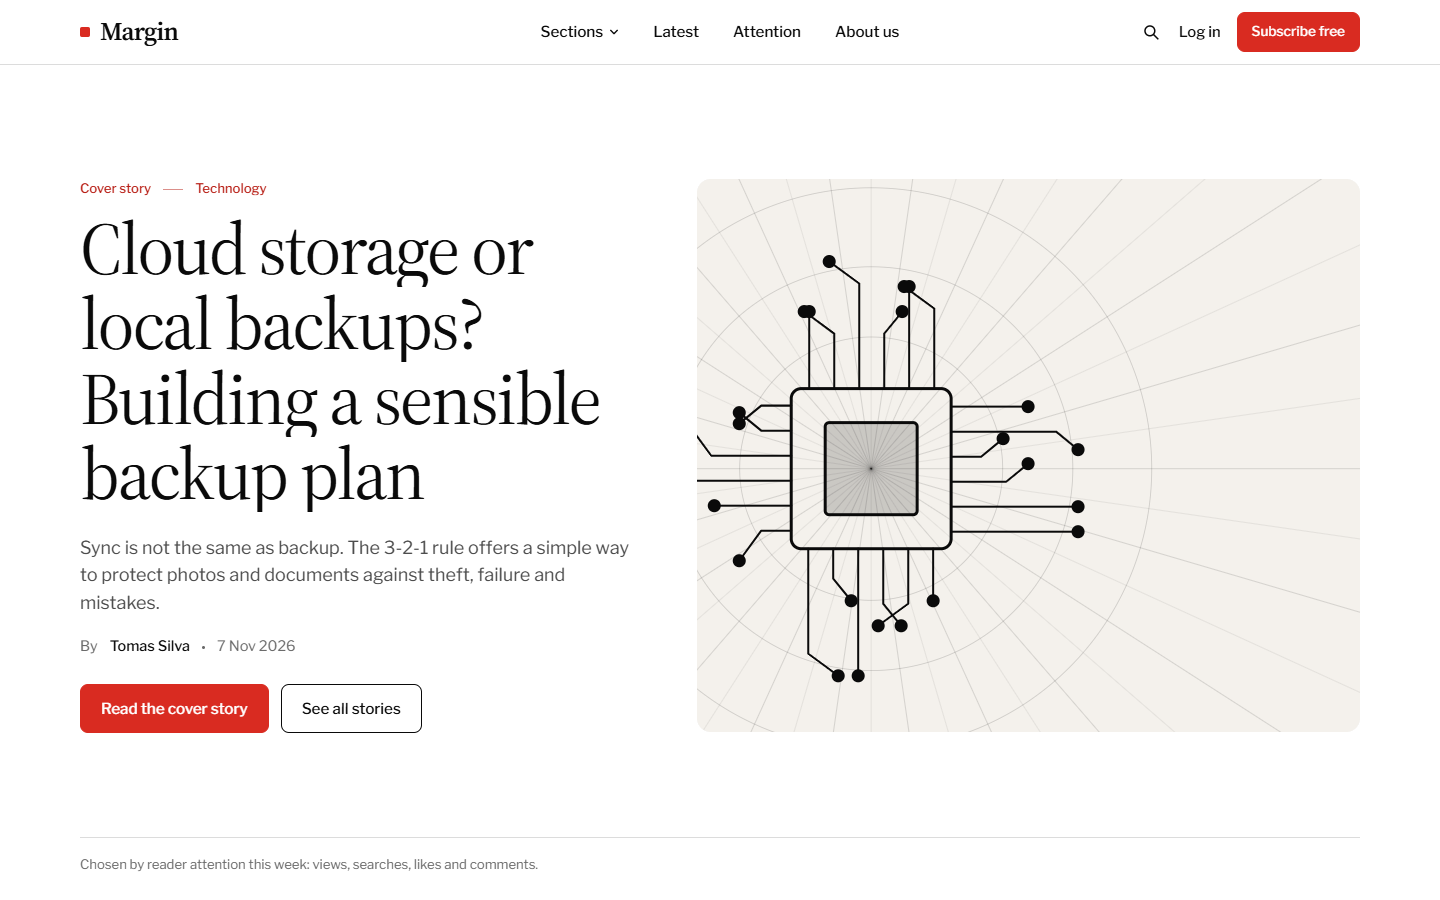 Margin
Sections
Latest
Attention
About us
Log in
Subscribe free
Cover story — Technology
Cloud storage or
local backups?
Building a sensible
backup plan
Sync is not the same as backup. The 3-2-1 rule offers a simple way
to protect photos and documents against theft, failure and
mistakes.
By Tomas Silva • 7 Nov 2026
Read the cover story
See all stories
Chosen by reader attention this week: views, searches, likes and comments.